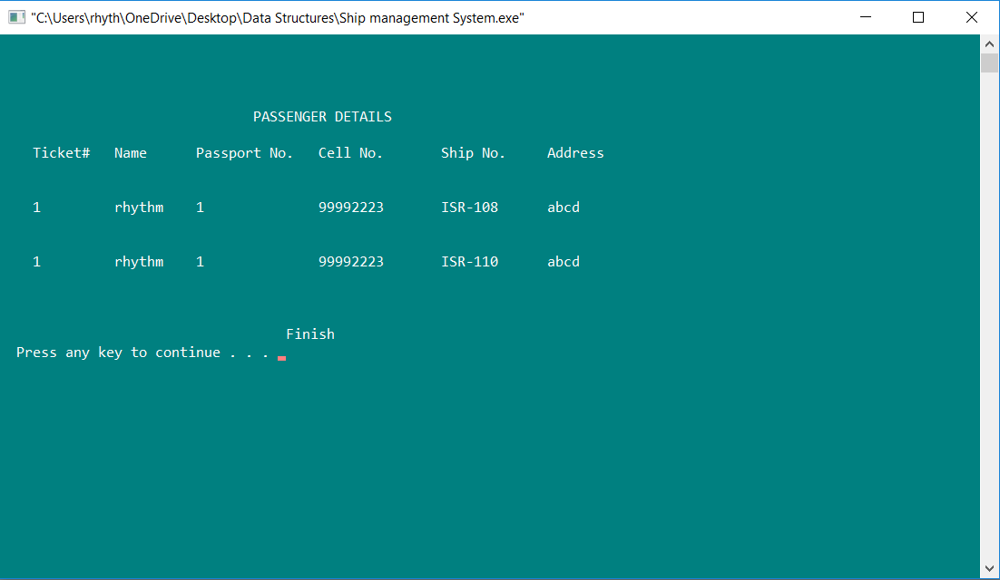 "C:\Users\rhyth\OneDrive\Desktop\Data Structures\Ship management System.exe"
PASSENGER DETAILS
Ticket# Name Passport No. Cell No. Ship No. Address
1 rhythm 1 99992223 ISR-108 abcd
1 rhythm 1 99992223 ISR-110 abcd
Finish
Press any key to continue . . .